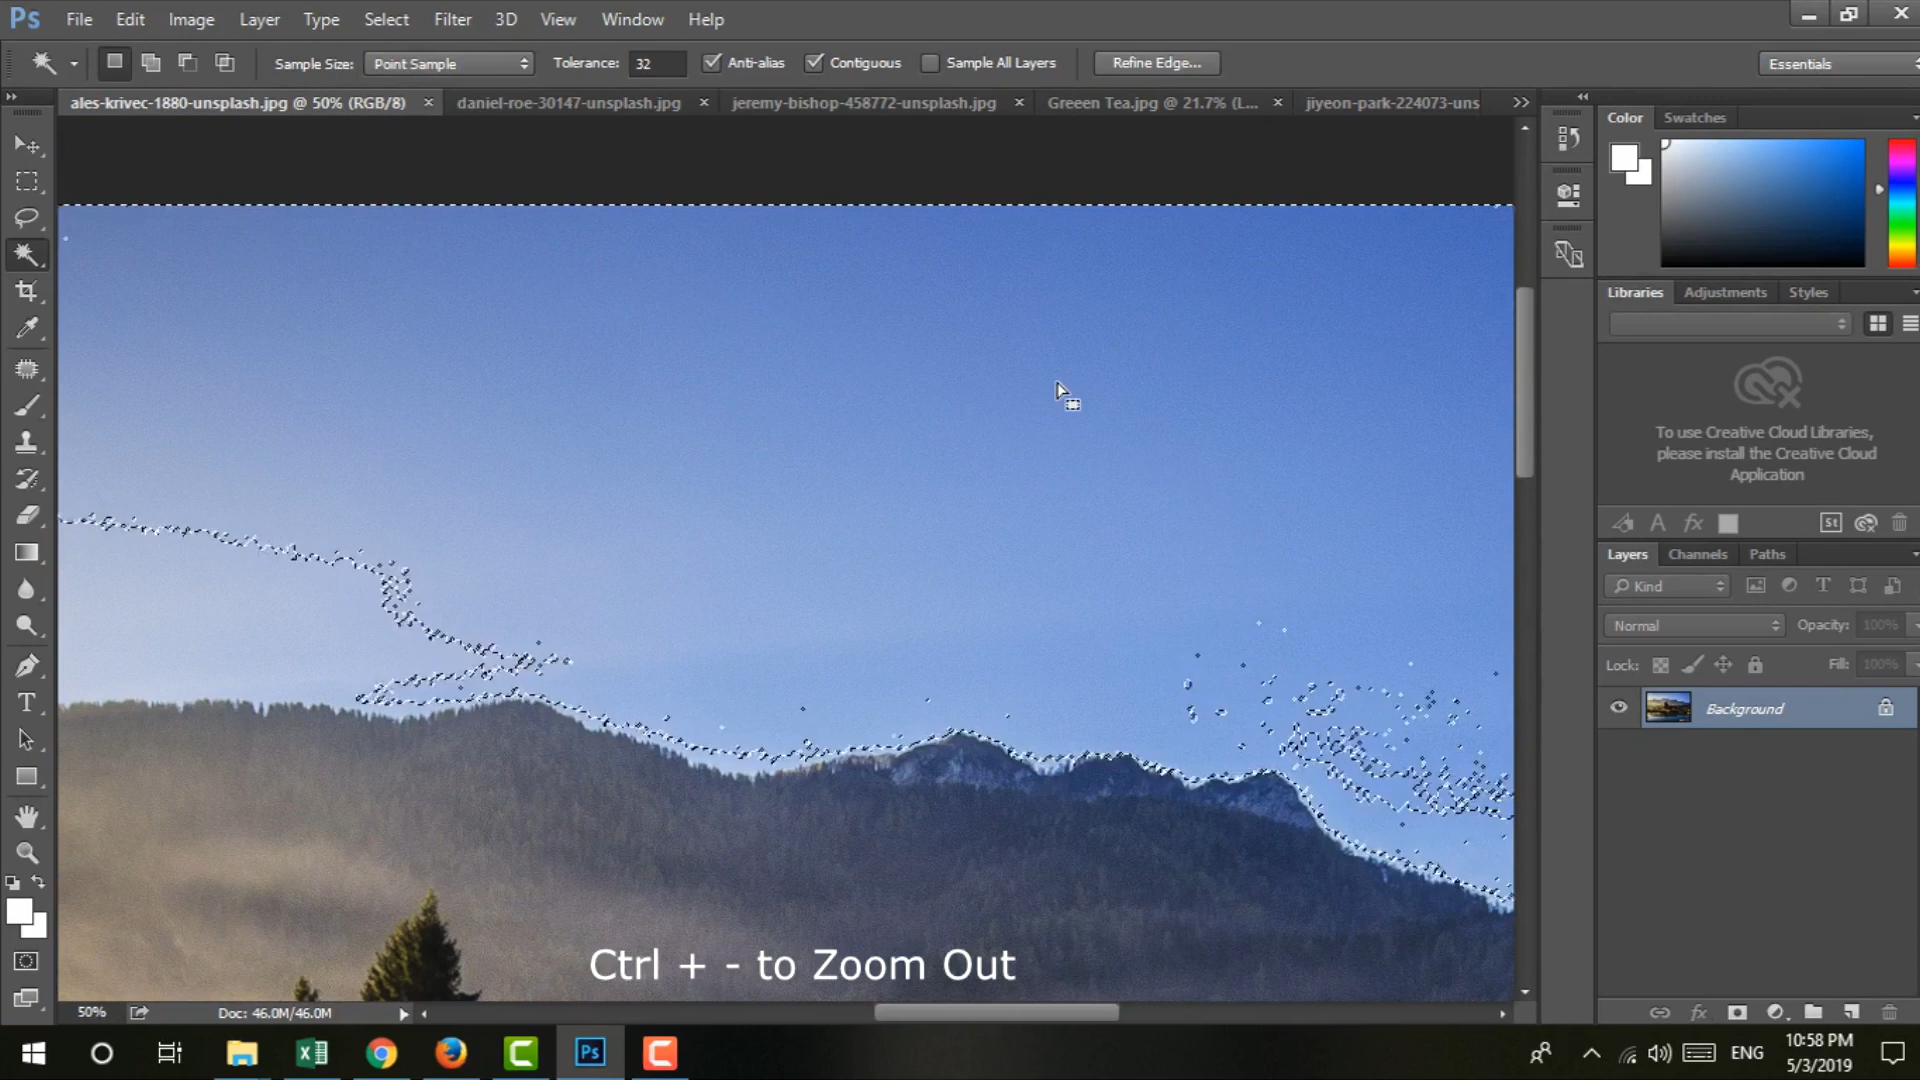 Ps File Edit Image Layer Type Select Filter 3D View Window Help
Sample Size: Point Sample Tolerance: 32 Anti-alias Contiguous Sample All Layers Refine Edge... Essentials
ales-krivec-1880-unsplash.jpg @ 50% (RGB/8) × daniel-roe-30147-unsplash.jpg × jeremy-bishop-458772-unsplash.jpg × Greeen Tea.jpg @ 21.7% (L... × jiyeon-park-224073-uns
Color Swatches
Libraries Adjustments Styles
To use Creative Cloud Libraries,
please install the Creative Cloud
Application
St
Layers Channels Paths
Kind
Normal Opacity: 100%
Lock: Fill: 100%
Background
Ctrl + - to Zoom Out
50% Doc: 46.0M/46.0M
Ps ENG 10:58 PM
5/3/2019